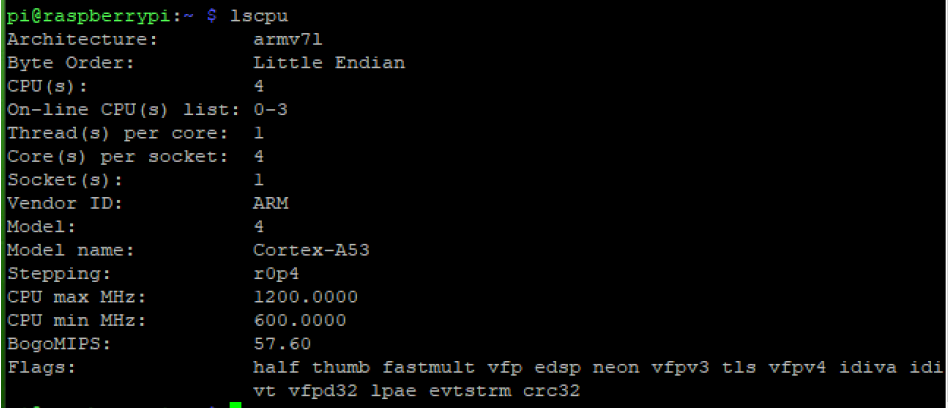 pi@raspberrypi:~ $ lscpu
Architecture: armv7l
Byte Order: Little Endian
CPU(s): 4
On-line CPU(s) list: 0-3
Thread(s) per core: 1
Core(s) per socket: 4
Socket(s): 1
Vendor ID: ARM
Model: 4
Model name: Cortex-A53
Stepping: r0p4
CPU max MHz: 1200.0000
CPU min MHz: 600.0000
BogoMIPS: 57.60
Flags: half thumb fastmult vfp edsp neon vfpv3 tls vfpv4 idiva idi
vt vfpd32 lpae evtstrm crc32